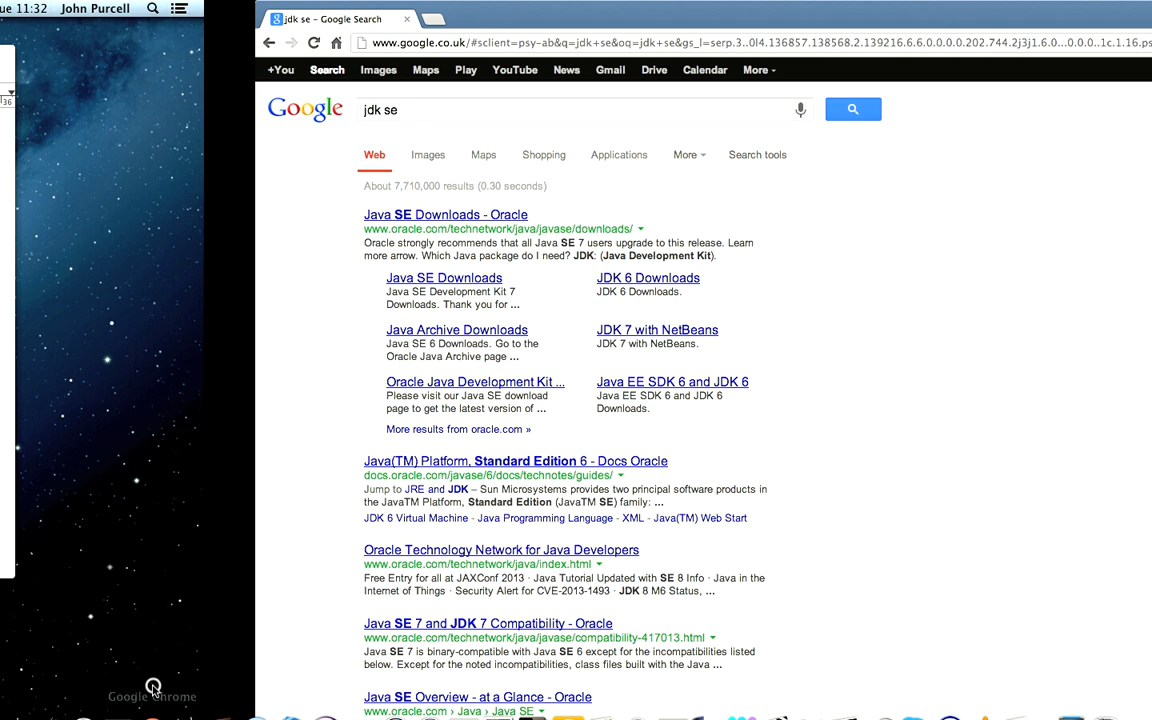 ue 11:32 John Purcell
36
jdk se - Google Search
www.google.co.uk/#sclient=psy-ab&q=jdk+se&oq=jdk+se&gs_l=serp.3..0l4.136857.138568.2.139216.6.6.0.0.0.0.202.744.2j3j1.6.0...0.0...1c.1.16.ps
+You Search Images Maps Play YouTube News Gmail Drive Calendar More
Google
jdk se
Web Images Maps Shopping Applications More Search tools
About 7,710,000 results (0.30 seconds)
Java SE Downloads - Oracle
www.oracle.com/technetwork/java/javase/downloads/
Oracle strongly recommends that all Java SE 7 users upgrade to this release. Learn
more arrow. Which Java package do I need? JDK: (Java Development Kit).
Java SE Downloads
Java SE Development Kit 7
Downloads. Thank you for ...
JDK 6 Downloads
JDK 6 Downloads.
Java Archive Downloads
Java SE 6 Downloads. Go to the
Oracle Java Archive page ...
JDK 7 with NetBeans
JDK 7 with NetBeans.
Oracle Java Development Kit ...
Please visit our Java SE download
page to get the latest version of ...
Java EE SDK 6 and JDK 6
Java EE SDK 6 and JDK 6
Downloads.
More results from oracle.com »
Java(TM) Platform, Standard Edition 6 - Docs Oracle
docs.oracle.com/javase/6/docs/technotes/guides/
Jump to JRE and JDK – Sun Microsystems provides two principal software products in
the JavaTM Platform, Standard Edition (JavaTM SE) family: ...
JDK 6 Virtual Machine - Java Programming Language - XML - Java(TM) Web Start
Oracle Technology Network for Java Developers
www.oracle.com/technetwork/java/index.html
Free Entry for all at JAXConf 2013 · Java Tutorial Updated with SE 8 Info · Java in the
Internet of Things · Security Alert for CVE-2013-1493 · JDK 8 M6 Status, ...
Java SE 7 and JDK 7 Compatibility - Oracle
www.oracle.com/technetwork/java/javase/compatibility-417013.html
Java SE 7 is binary-compatible with Java SE 6 except for the incompatibilities listed
below. Except for the noted incompatibilities, class files built with the Java ...
Java SE Overview - at a Glance - Oracle
www.oracle.com › Java › Java SE
Google Chrome